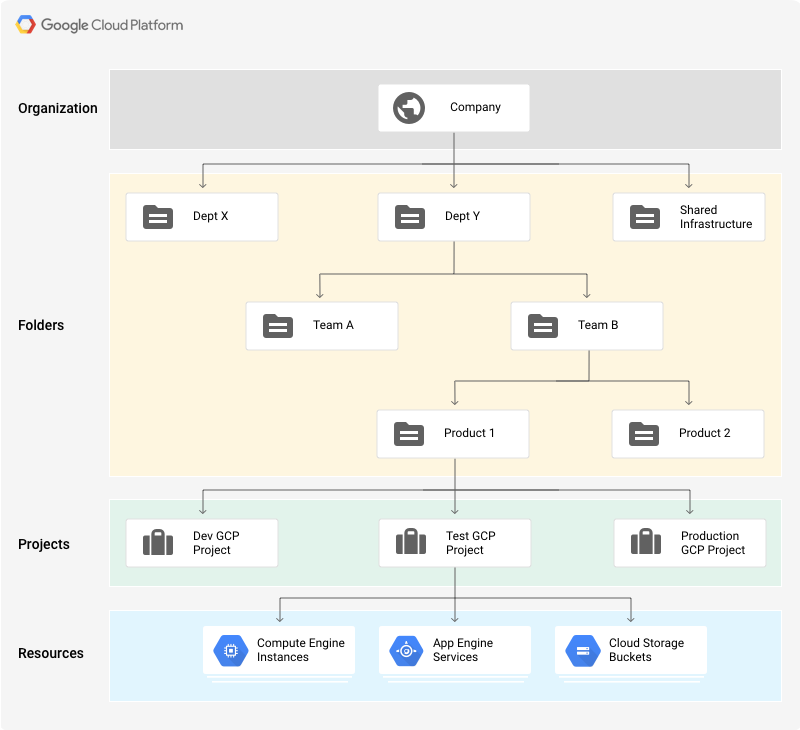 Google Cloud Platform
Organization
Company
Dept X
Dept Y
Shared
Infrastructure
Folders
Team A
Team B
Product 1
Product 2
Projects
Dev GCP
Project
Test GCP
Project
Production
GCP Project
Resources
Compute Engine
Instances
App Engine
Services
Cloud Storage
Buckets